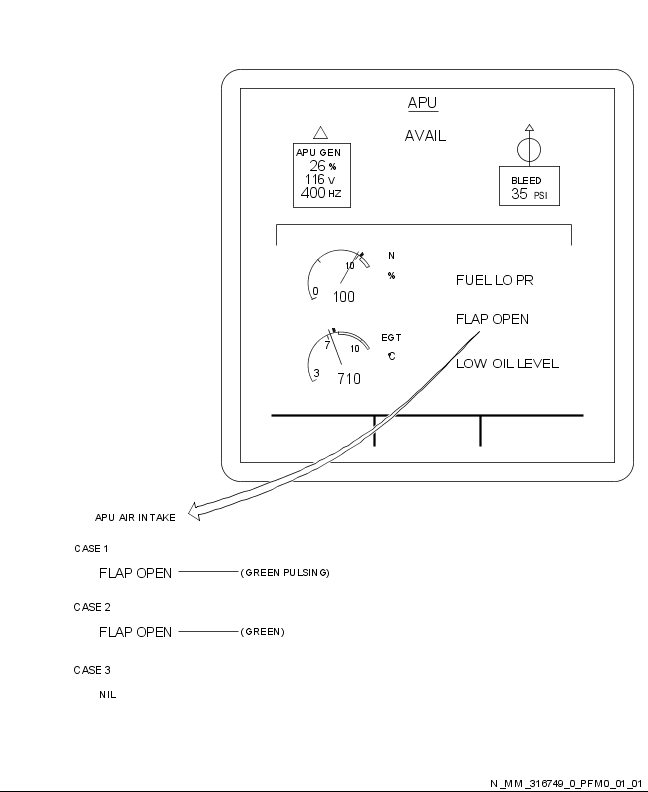 APU
AVAIL
APU GEN
26 %
116 V
400 HZ
BLEED
35 PSI
N
%
10
0
100
FUEL LO PR
FLAP OPEN
EGT
°C
7
10
3
710
LOW OIL LEVEL
APU AIR INTAKE
CASE 1
FLAP OPEN (GREEN PULSING)
CASE 2
FLAP OPEN (GREEN)
CASE 3
NIL
N_MM_316749_0_PFM0_01_01